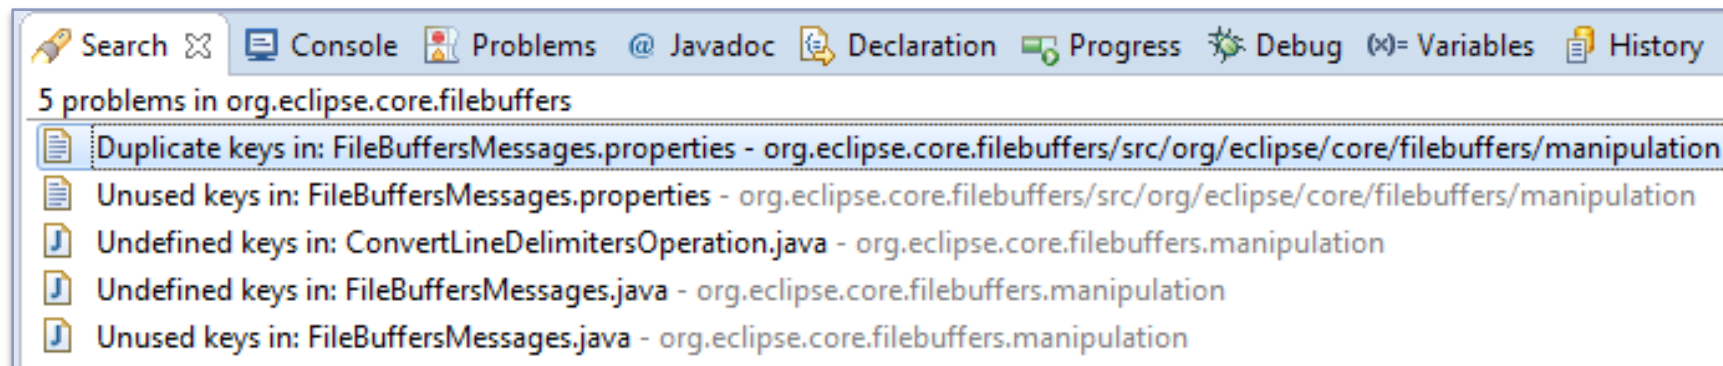 Search Console Problems @ Javadoc Declaration Progress Debug (x)= Variables History
5 problems in org.eclipse.core.filebuffers
Duplicate keys in: FileBuffersMessages.properties - org.eclipse.core.filebuffers/src/org/eclipse/core/filebuffers/manipulation
Unused keys in: FileBuffersMessages.properties - org.eclipse.core.filebuffers/src/org/eclipse/core/filebuffers/manipulation
Undefined keys in: ConvertLineDelimitersOperation.java - org.eclipse.core.filebuffers.manipulation
Undefined keys in: FileBuffersMessages.java - org.eclipse.core.filebuffers.manipulation
Unused keys in: FileBuffersMessages.java - org.eclipse.core.filebuffers.manipulation